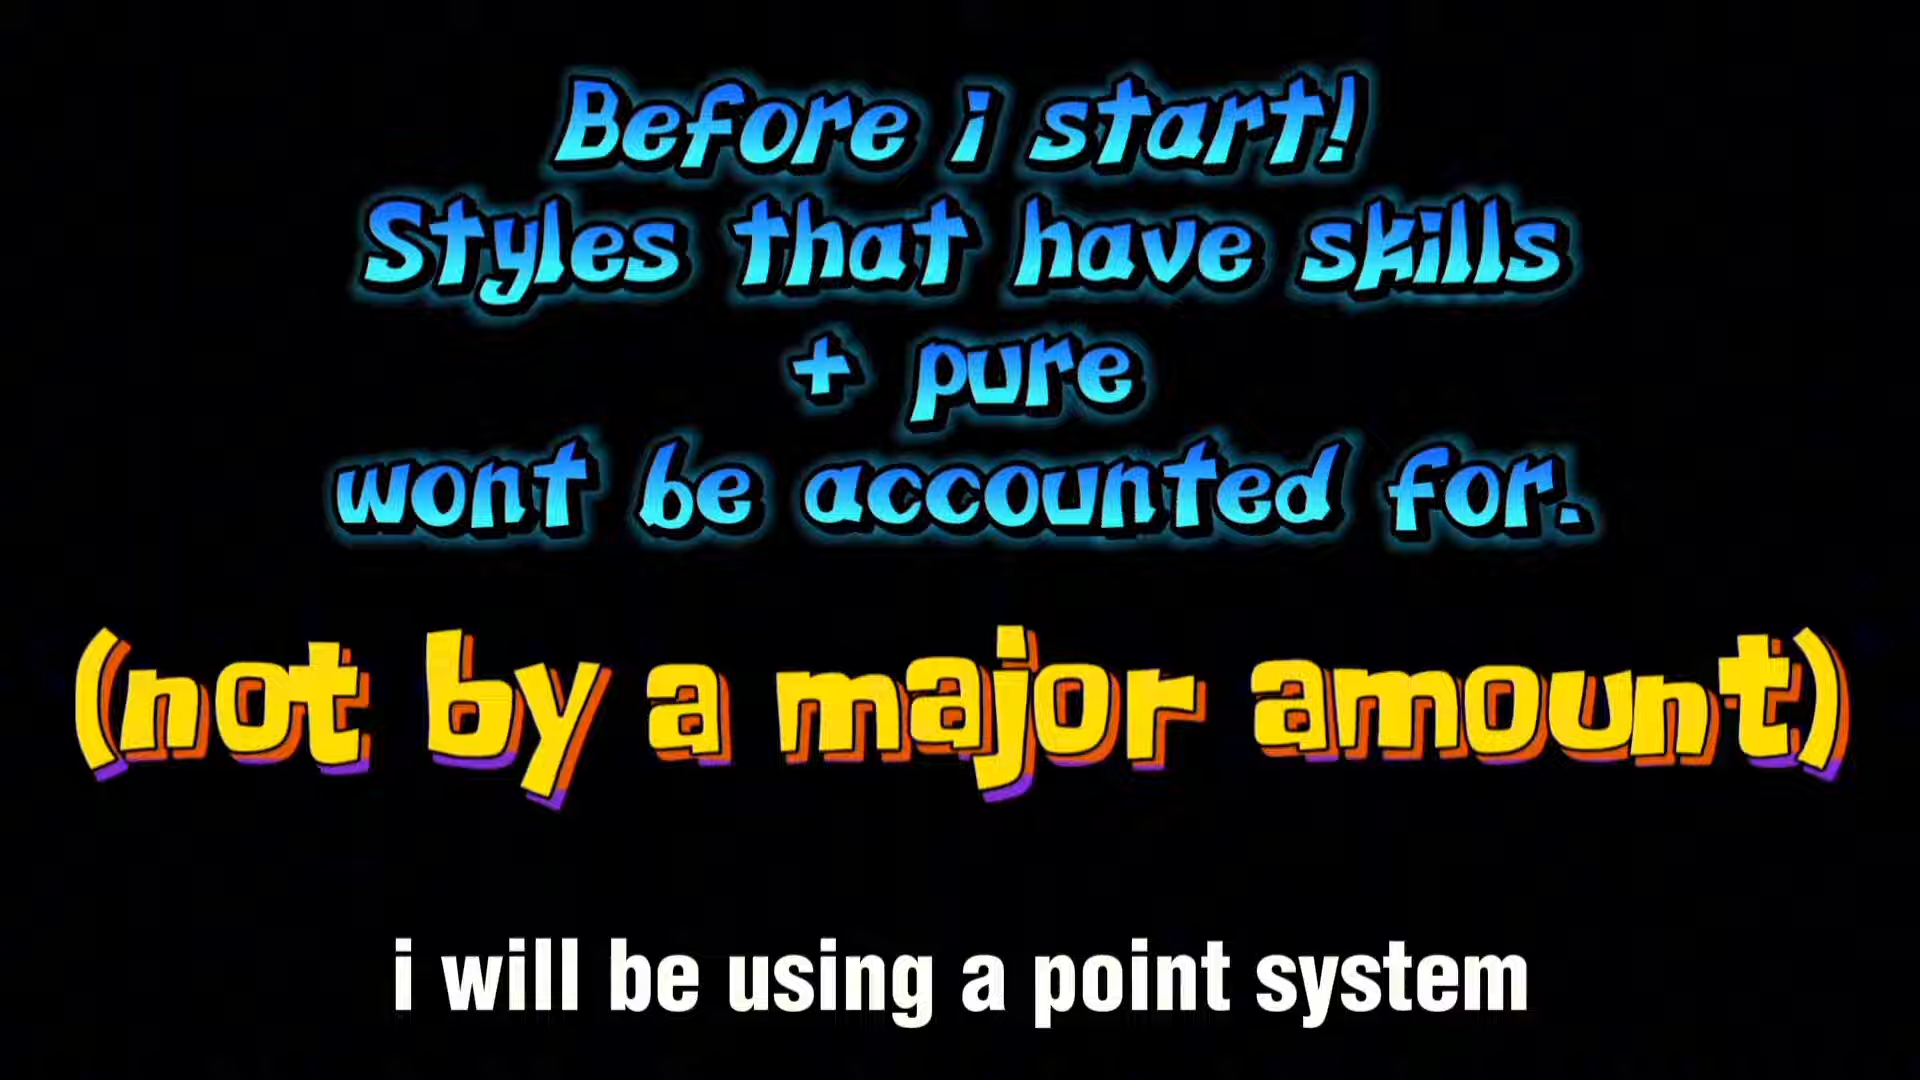 Before i start!
Styles that have skills
+ pure
wont be accounted for.
(not by a major amount)
i will be using a point system